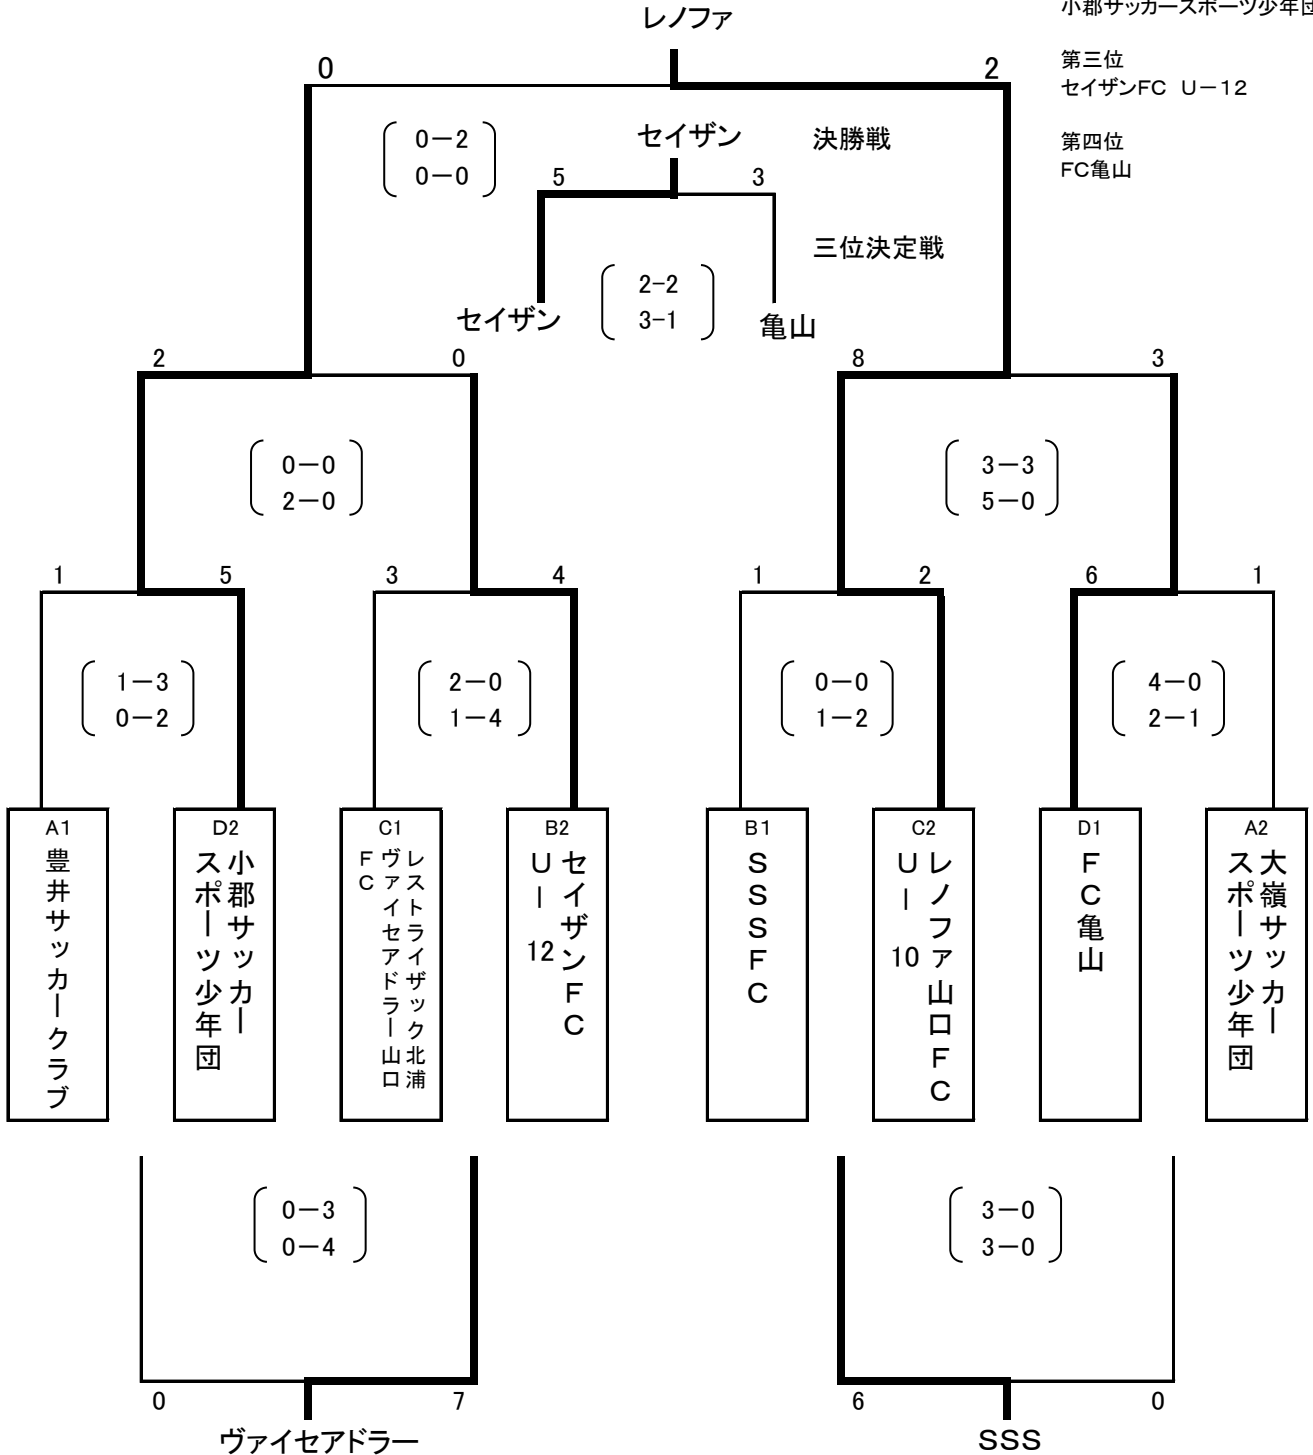 小郡サッカースポーツ少年団
レノファ
0
2
第三位
セイザンFC U－12
0－2
0－0
セイザン
決勝戦
第四位
FC亀山
5
3
三位決定戦
2-2
3-1
セイザン
亀山
2
0
8
3
0－0
2－0
3－3
5－0
1
5
3
4
1
2
6
1
1－3
0－2
2－0
1－4
0－0
1－2
4－0
2－1
A1
豊井サッカークラブ
D2
小郡サッカー
スポーツ少年団
C1
レストライザック北浦
ヴァイセアドラー山口
FC
B2
セイザンFC
U－12
B1
SSSFC
C2
レノファ山口FC
U－10
D1
FC亀山
A2
大嶺サッカー
スポーツ少年団
0－3
0－4
3－0
3－0
0
7
6
0
ヴァイセアドラー
SSS